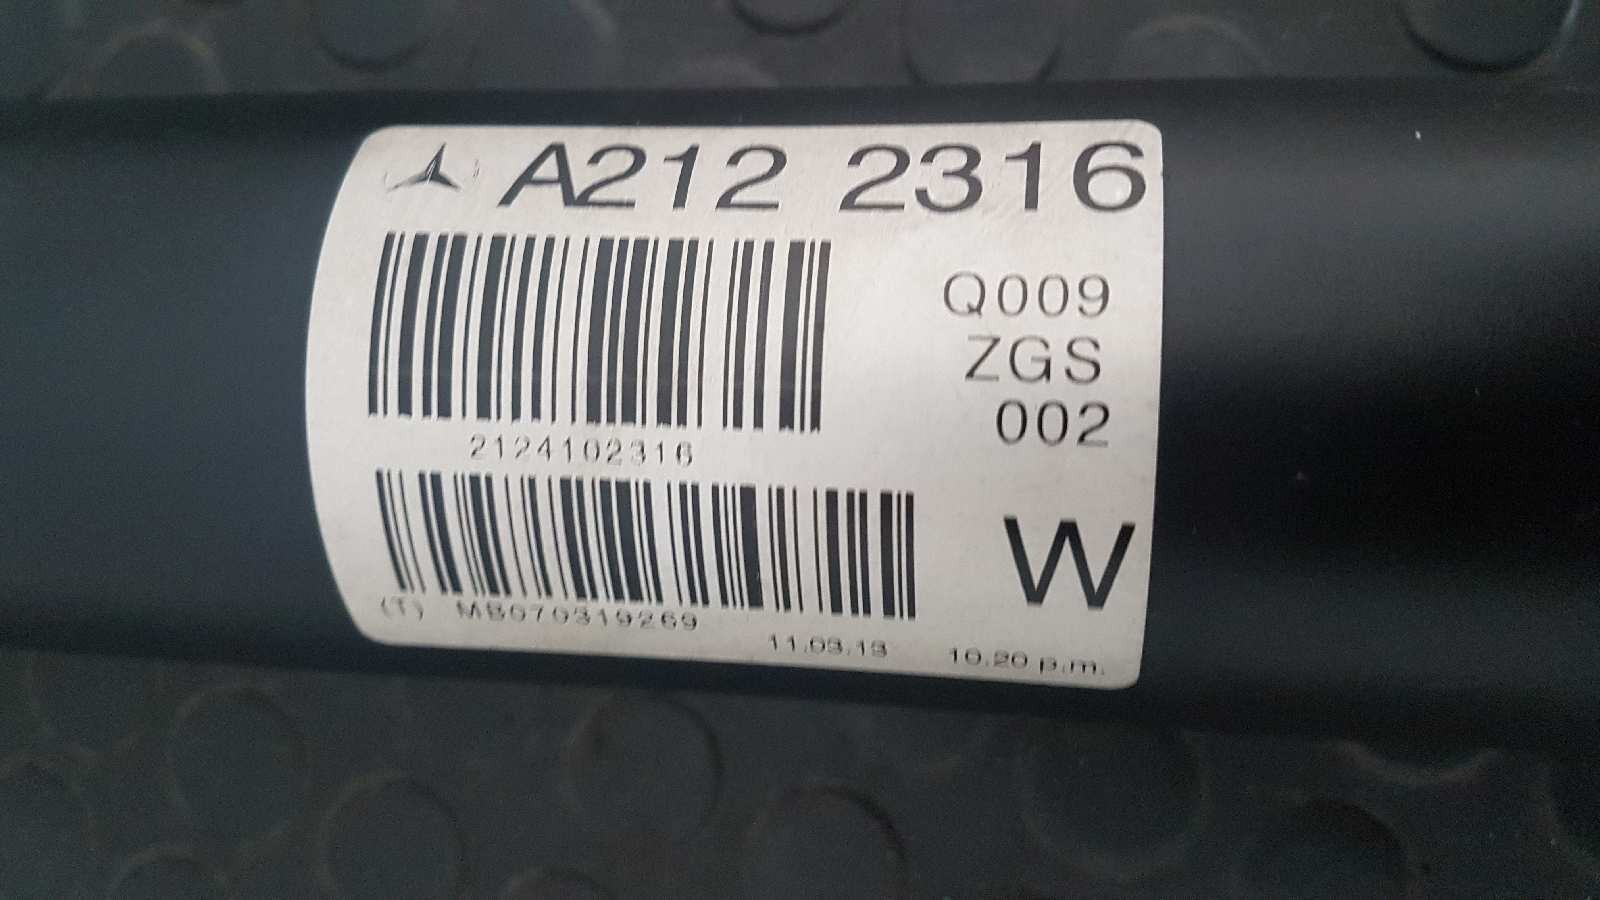 A212 2316
Q009
ZGS
002
2124102316
W
(T) MB070319269
11.03.13 10.20 p.m.